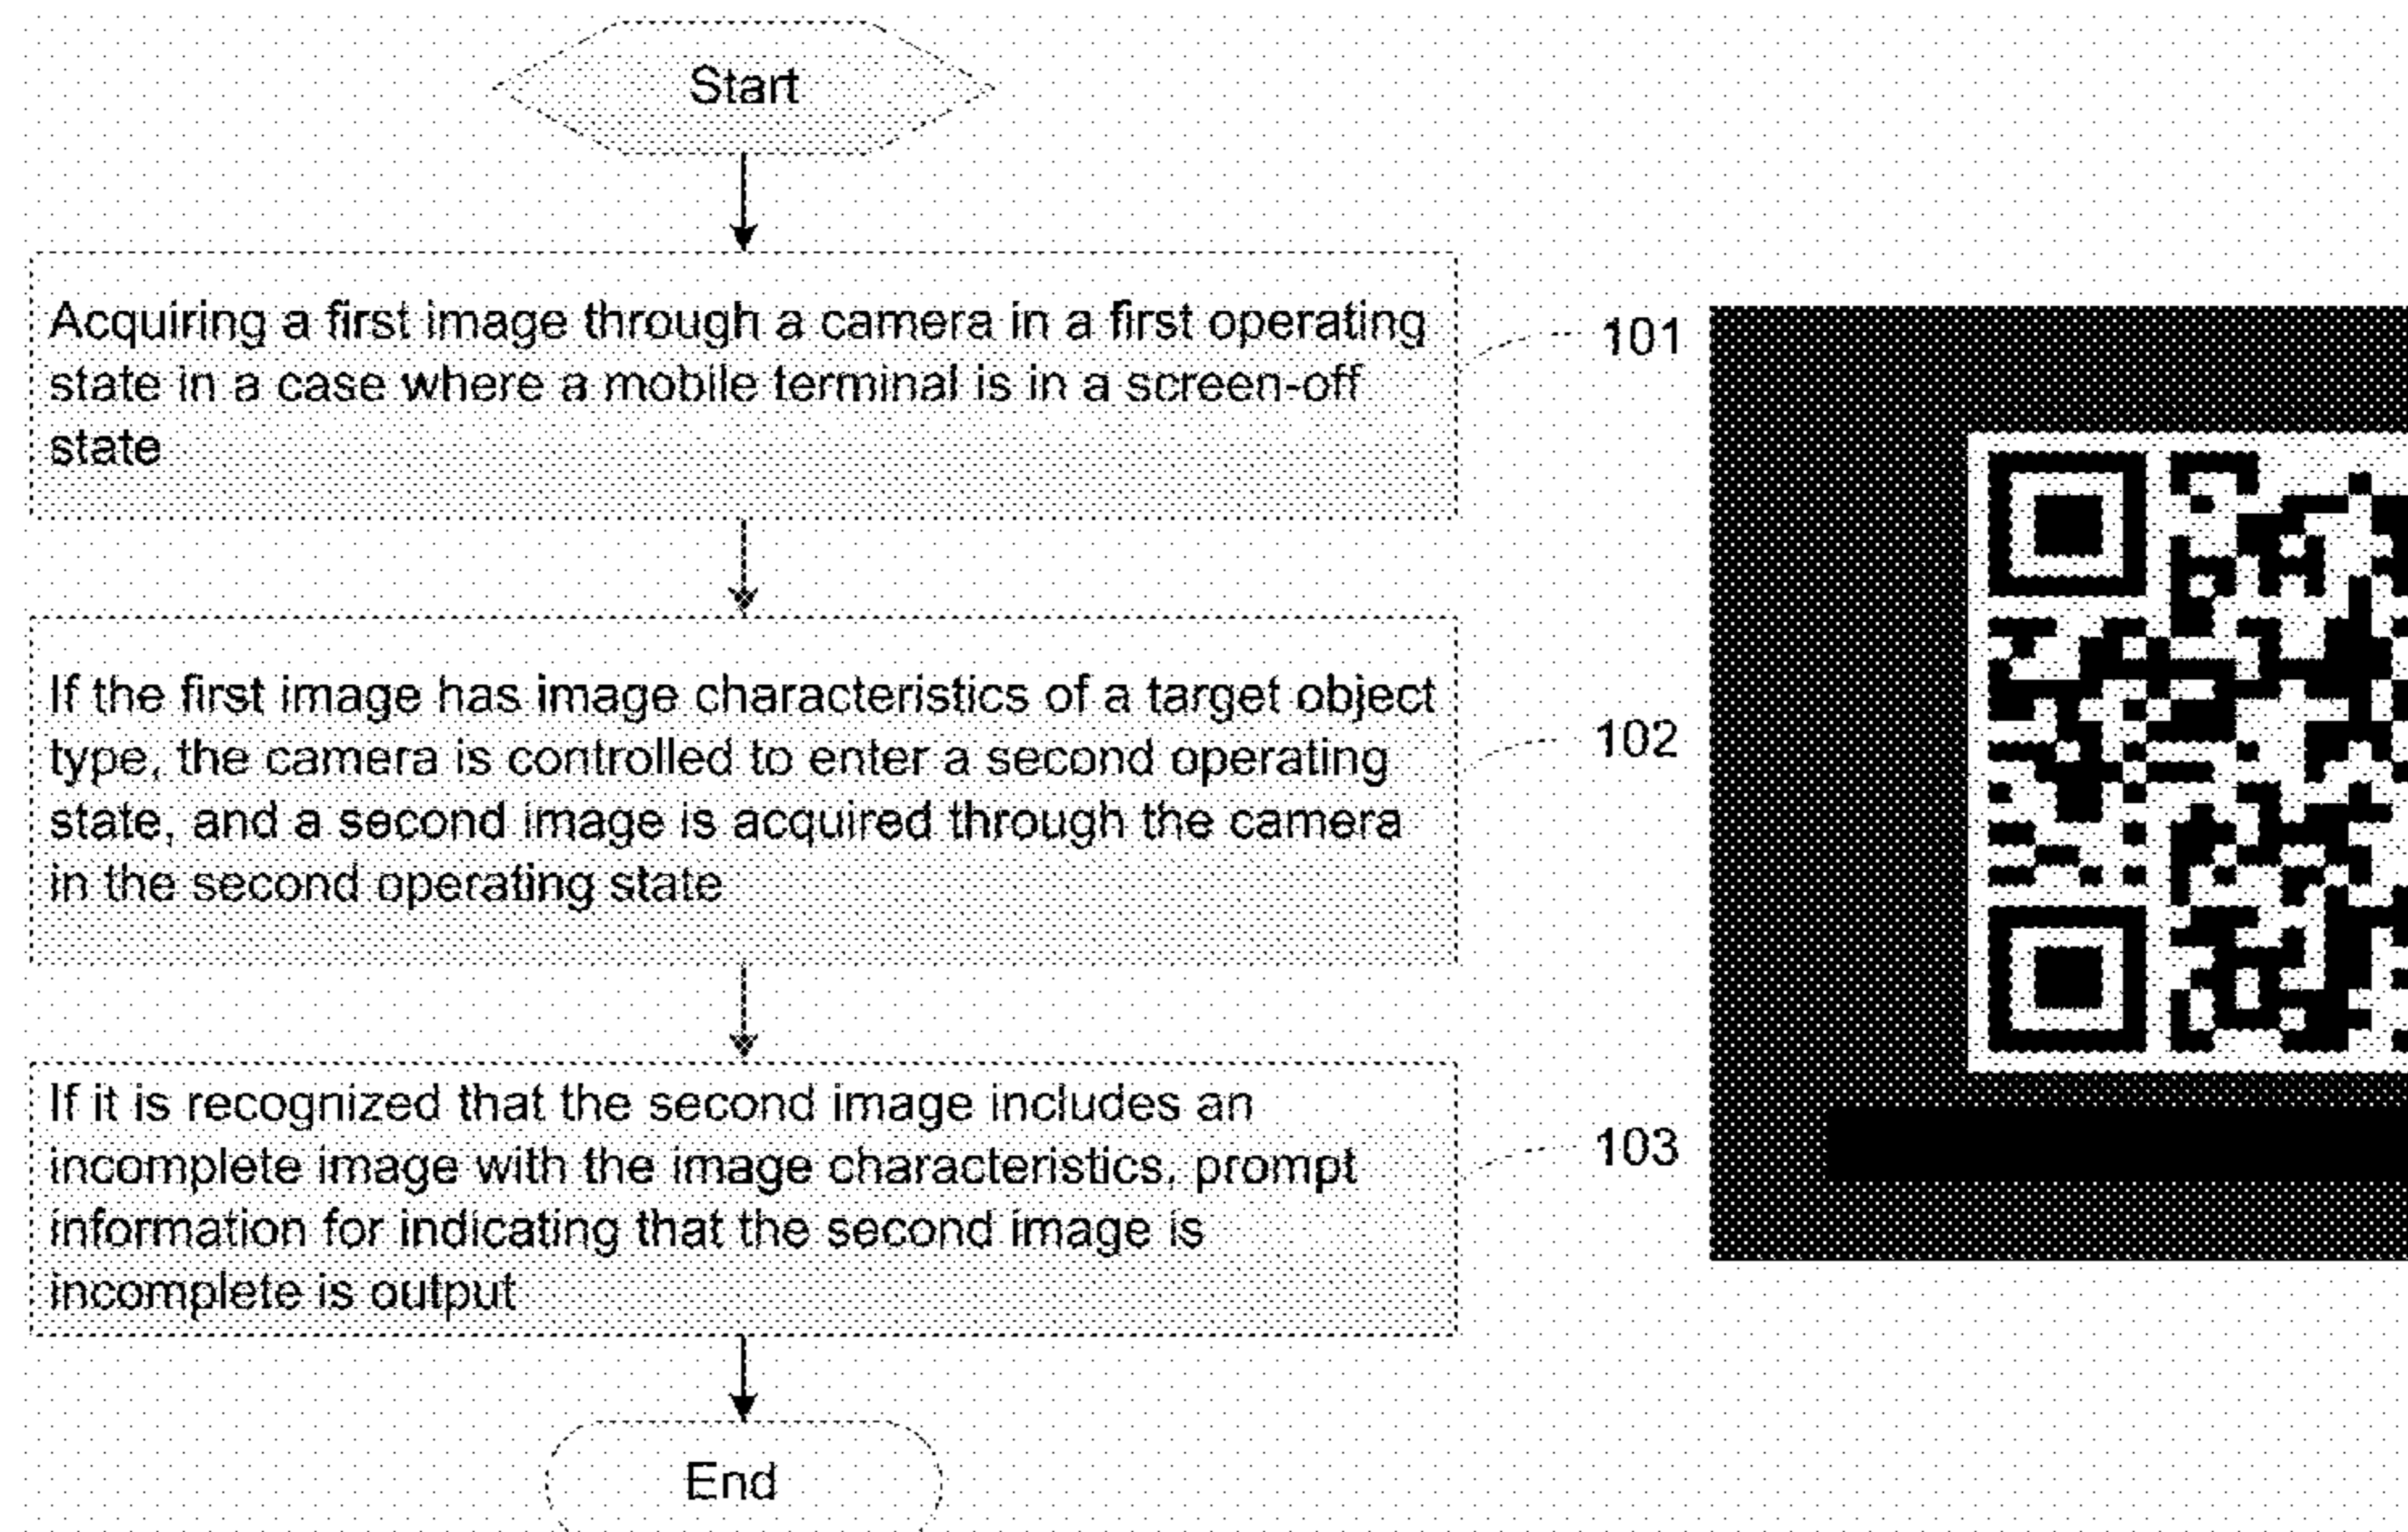 Start
Acquiring a first image through a camera in a first operating
state in a case where a mobile terminal is in a screen-off
state
101
If the first image has image characteristics of a target object
type, the camera is controlled to enter a second operating
state, and a second image is acquired through the camera
in the second operating state
102
If it is recognized that the second image includes an
incomplete image with the image characteristics, prompt
information for indicating that the second image is
incomplete is output
103
End